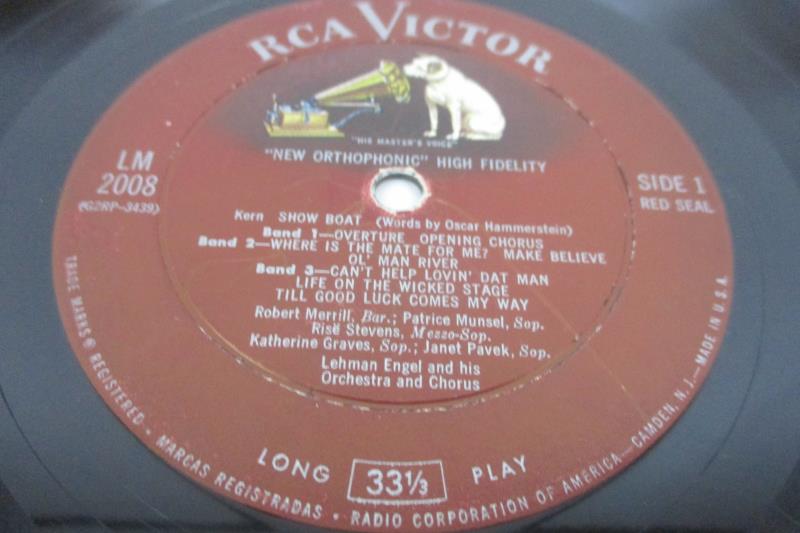 RCA VICTOR
"HIS MASTER'S VOICE"
"NEW ORTHOPHONIC" HIGH FIDELITY
LM
2008
(G2RP-3439)
SIDE 1
RED SEAL
Kern SHOW BOAT (Words by Oscar Hammerstein)
Band 1—OVERTURE OPENING CHORUS
Band 2—WHERE IS THE MATE FOR ME? MAKE BELIEVE
OL' MAN RIVER
Band 3—CAN'T HELP LOVIN' DAT MAN
LIFE ON THE WICKED STAGE
TILL GOOD LUCK COMES MY WAY
Robert Merrill, Bar.; Patrice Munsel, Sop.
Risë Stevens, Mezzo-Sop.
Katherine Graves, Sop.; Janet Pavek, Sop.
Lehman Engel and his
Orchestra and Chorus
LONG 33⅓ PLAY
TRADE MARKS ® REGISTERED • MARCAS REGISTRADAS • RADIO CORPORATION OF AMERICA—CAMDEN, N. J.—MADE IN U.S.A.